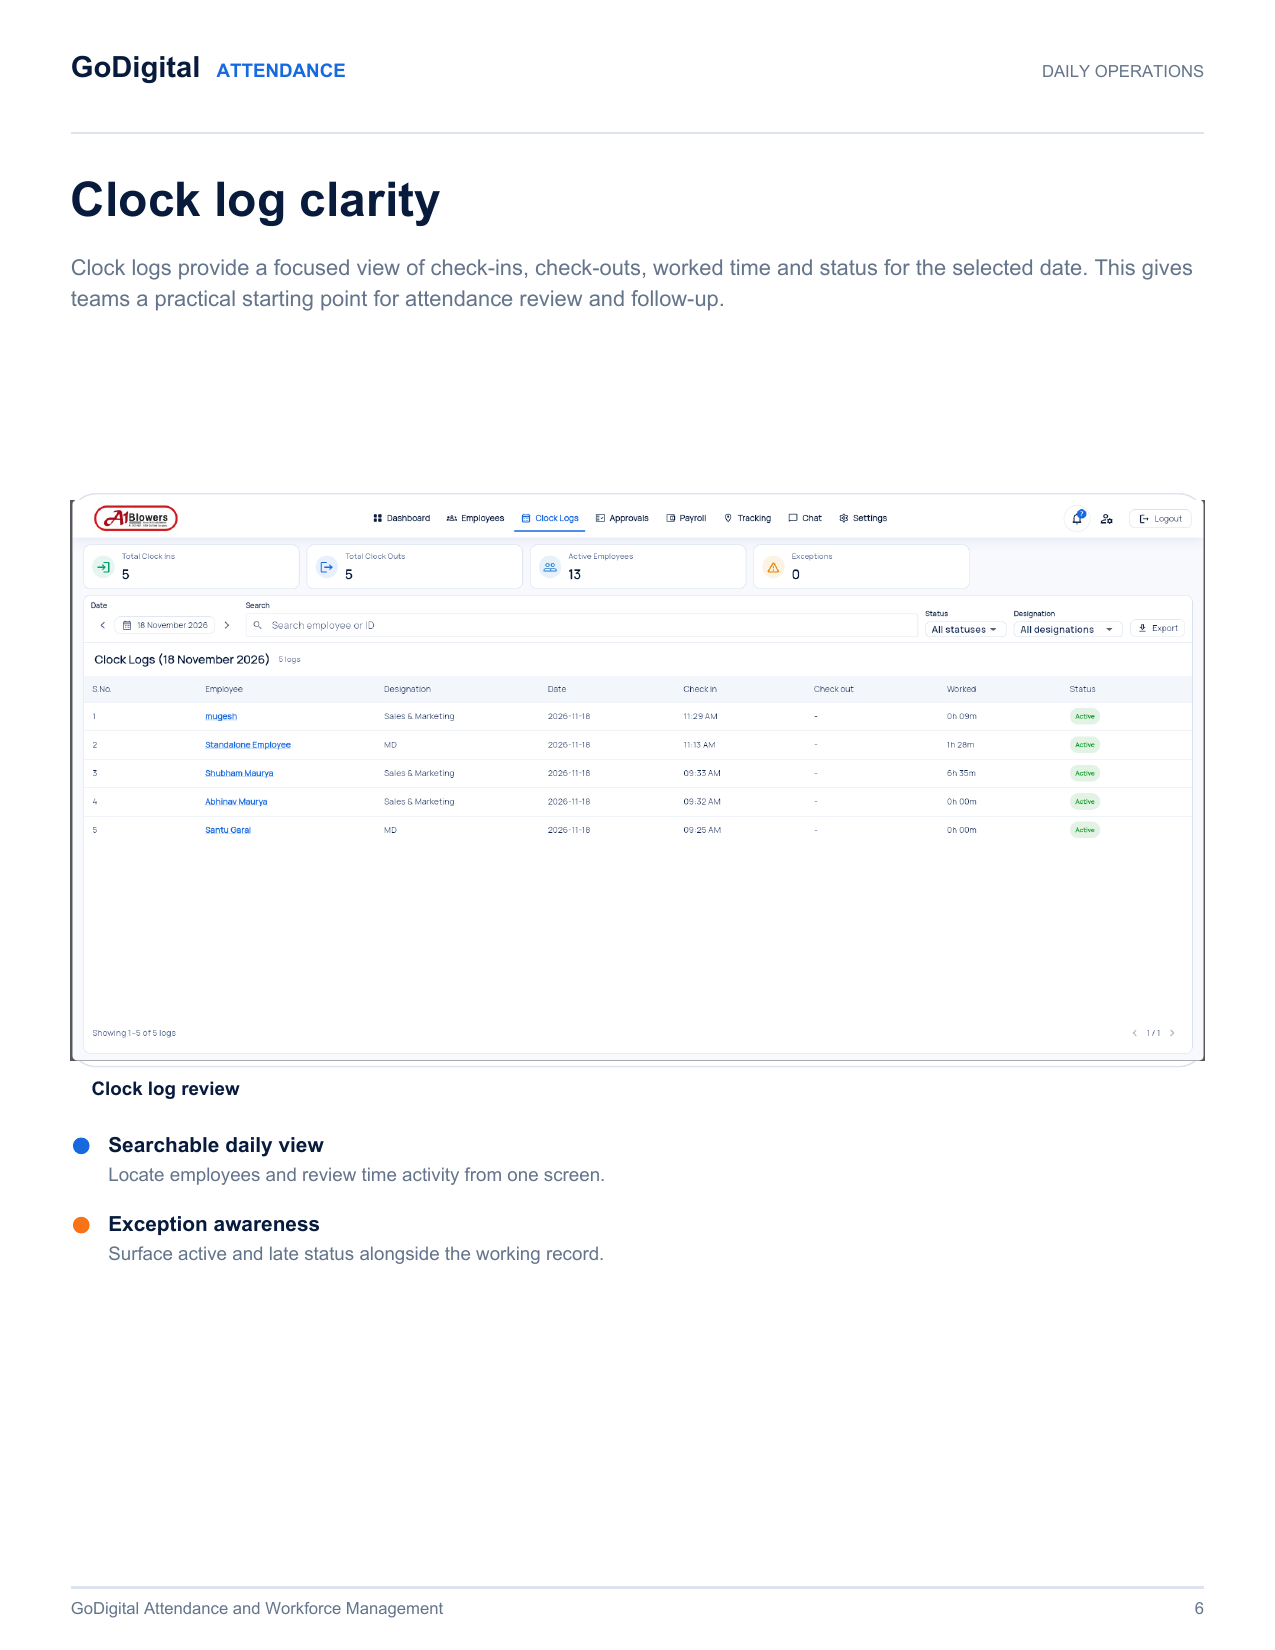 GoDigital ATTENDANCE
DAILY OPERATIONS
Clock log clarity
Clock logs provide a focused view of check-ins, check-outs, worked time and status for the selected date. This gives
teams a practical starting point for attendance review and follow-up.
A1 Blowers
Dashboard Employees Clock Logs Approvals Payroll Tracking Chat Settings
7
Logout
Total Clock Ins
5
Total Clock Outs
5
Active Employees
13
Exceptions
0
Date
18 November 2026
Search
Search employee or ID
Status
All statuses
Designation
All designations
Export
Clock Logs (18 November 2026) 5 logs
S.No. Employee Designation Date Check in Check out Worked Status
1 mugesh Sales & Marketing 2026-11-18 11:29 AM - 0h 09m Active
2 Standalone Employee MD 2026-11-18 11:13 AM - 1h 28m Active
3 Shubham Maurya Sales & Marketing 2026-11-18 09:33 AM - 6h 35m Active
4 Abhinav Maurya Sales & Marketing 2026-11-18 09:32 AM - 0h 00m Active
5 Santu Garai MD 2026-11-18 09:25 AM - 0h 00m Active
Showing 1–5 of 5 logs
1 / 1
Clock log review
Searchable daily view
Locate employees and review time activity from one screen.
Exception awareness
Surface active and late status alongside the working record.
GoDigital Attendance and Workforce Management
6